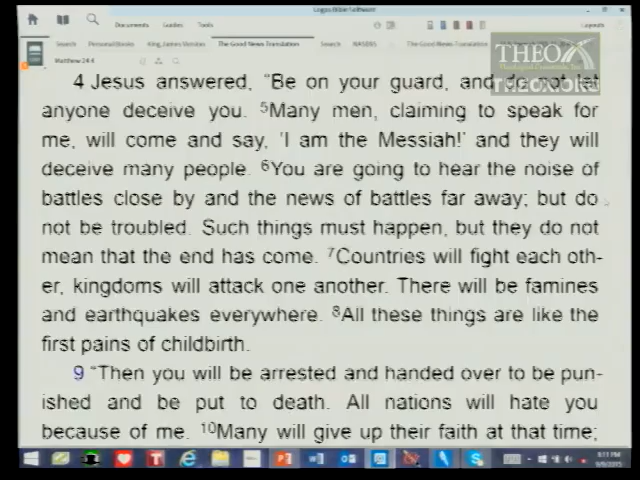 Logos Bible Software
Documents Guides Tools
Layouts
Search Personal Books King James Version The Good News Translation Search NASB95 The Good News Translation
Matthew 24:4
THEO
4 Jesus answered, “Be on your guard, and do not let
anyone deceive you. ⁵Many men, claiming to speak for
me, will come and say, ‘I am the Messiah!’ and they will
deceive many people. ⁶You are going to hear the noise of
battles close by and the news of battles far away; but do
not be troubled. Such things must happen, but they do not
mean that the end has come. ⁷Countries will fight each oth-
er, kingdoms will attack one another. There will be famines
and earthquakes everywhere. ⁸All these things are like the
first pains of childbirth.
9 “Then you will be arrested and handed over to be pun-
ished and be put to death. All nations will hate you
because of me. ¹⁰Many will give up their faith at that time;